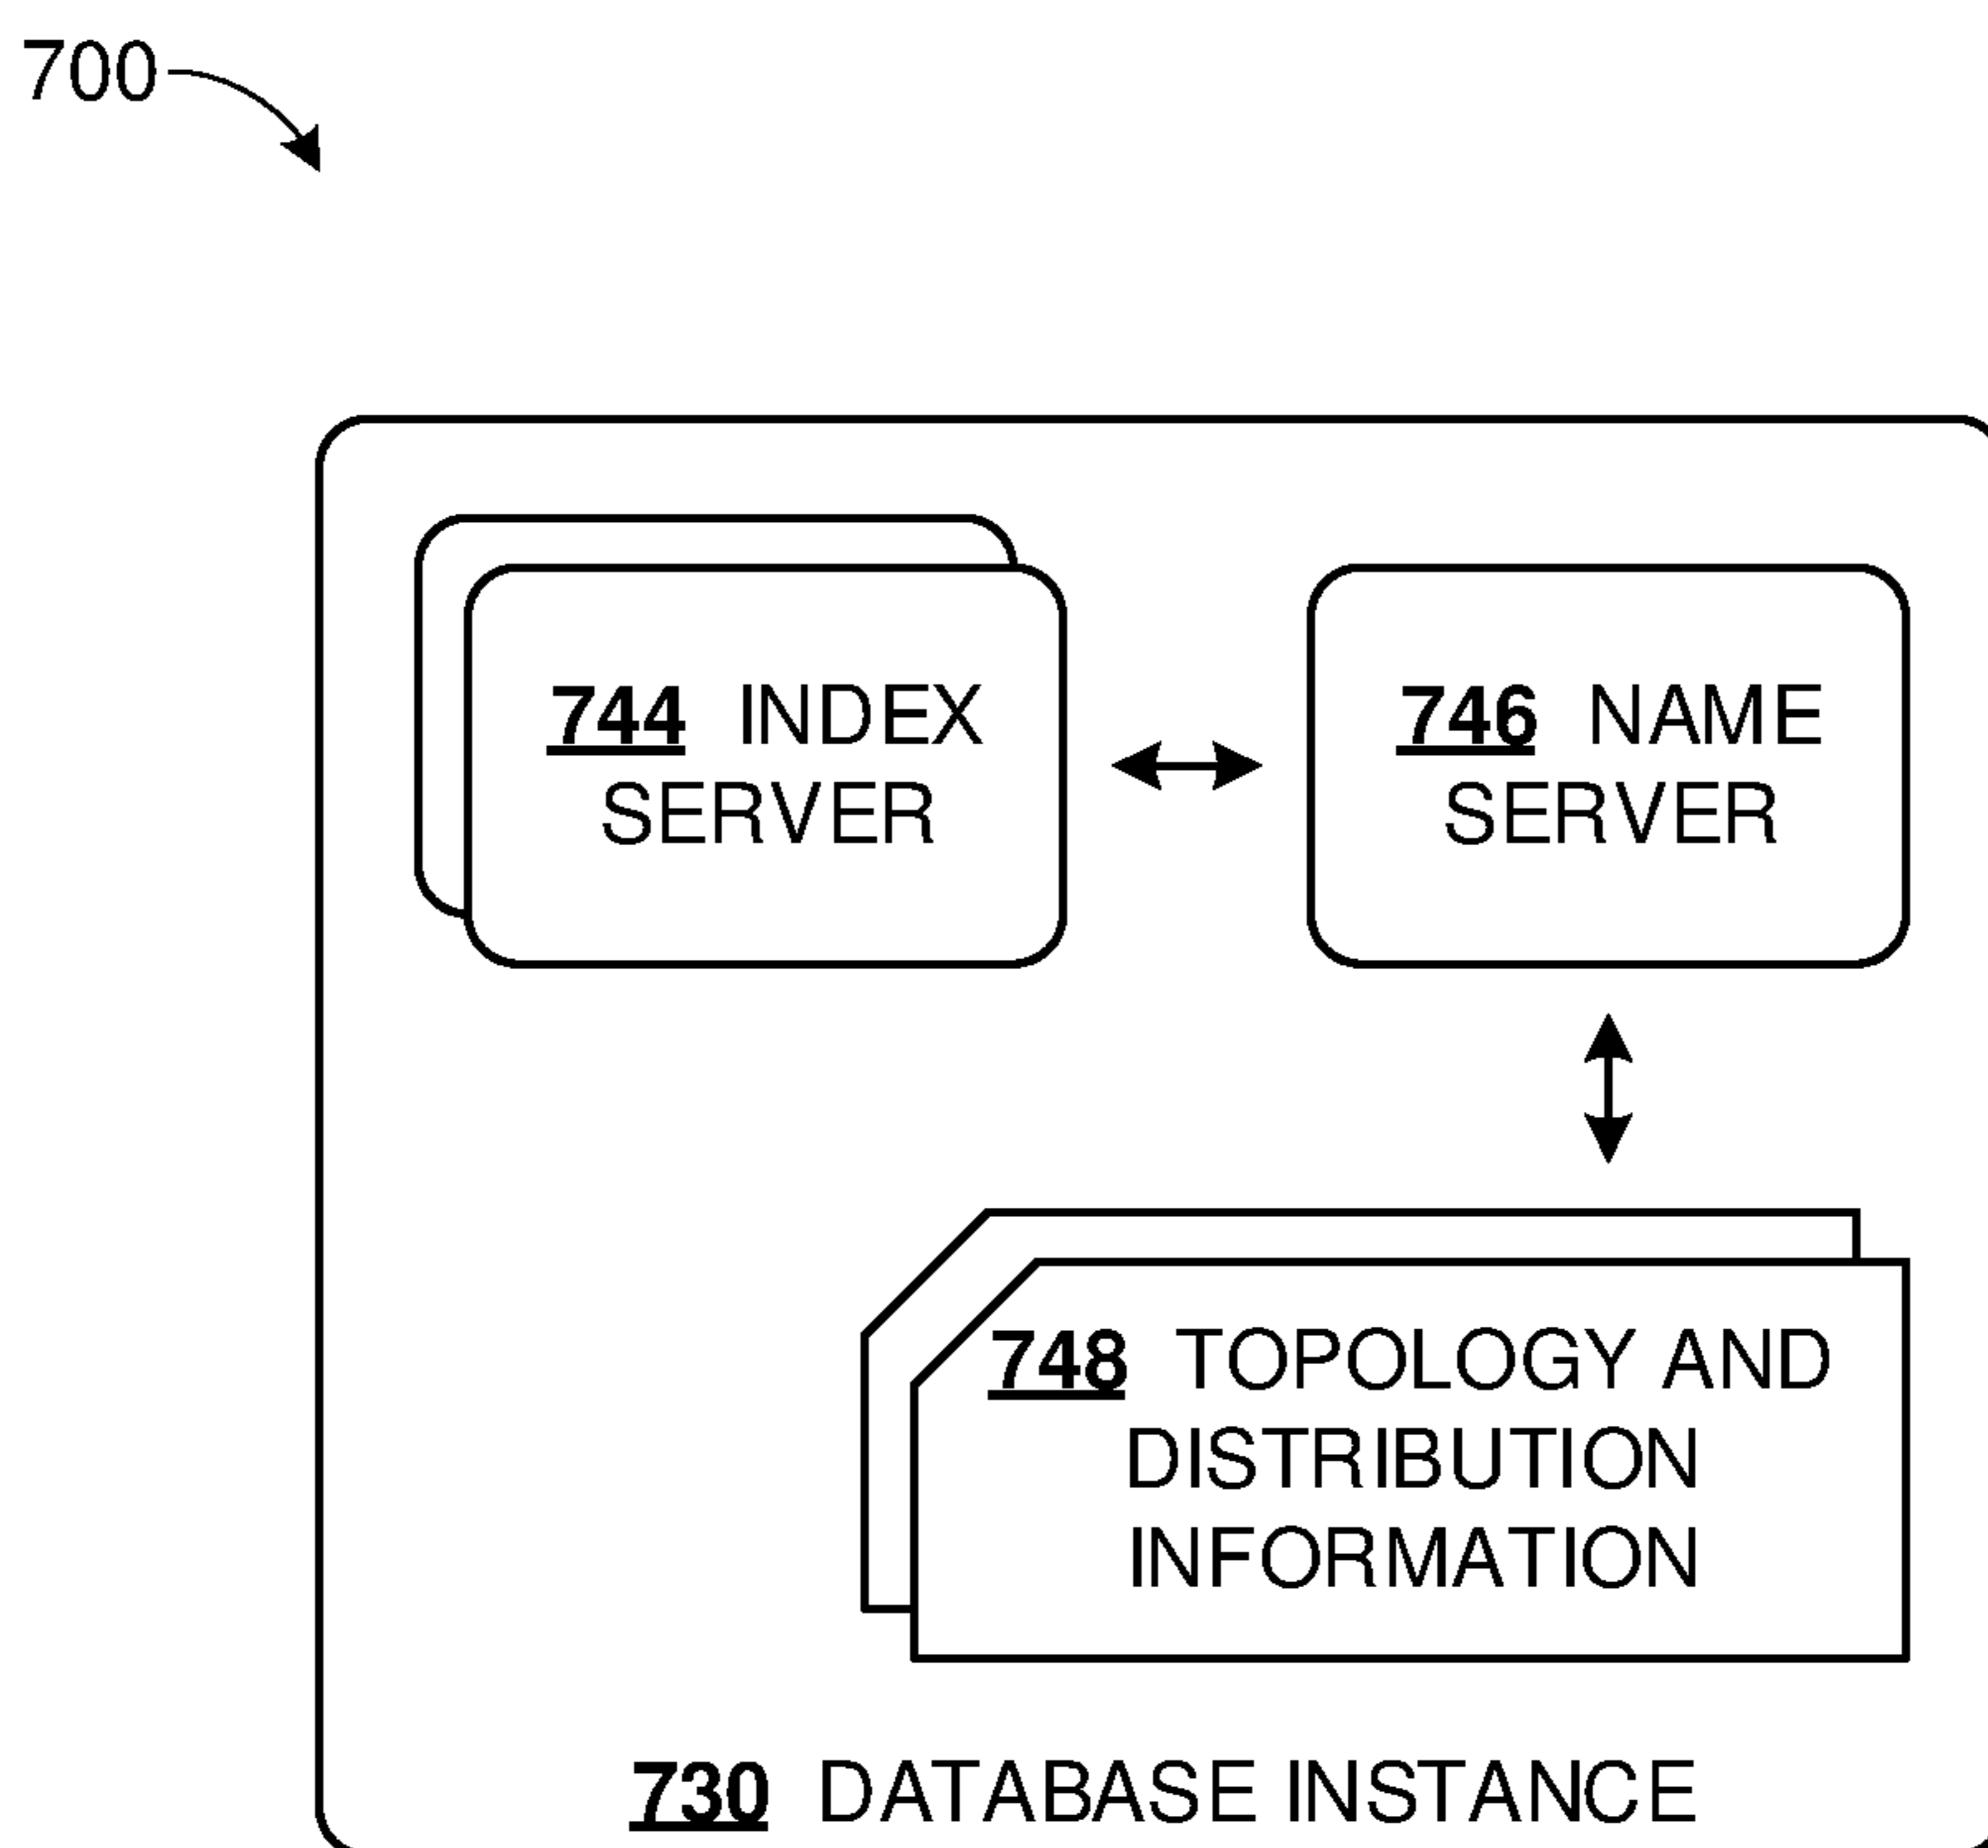 700
744 INDEX
SERVER
746 NAME
SERVER
748 TOPOLOGY AND
DISTRIBUTION
INFORMATION
730 DATABASE INSTANCE